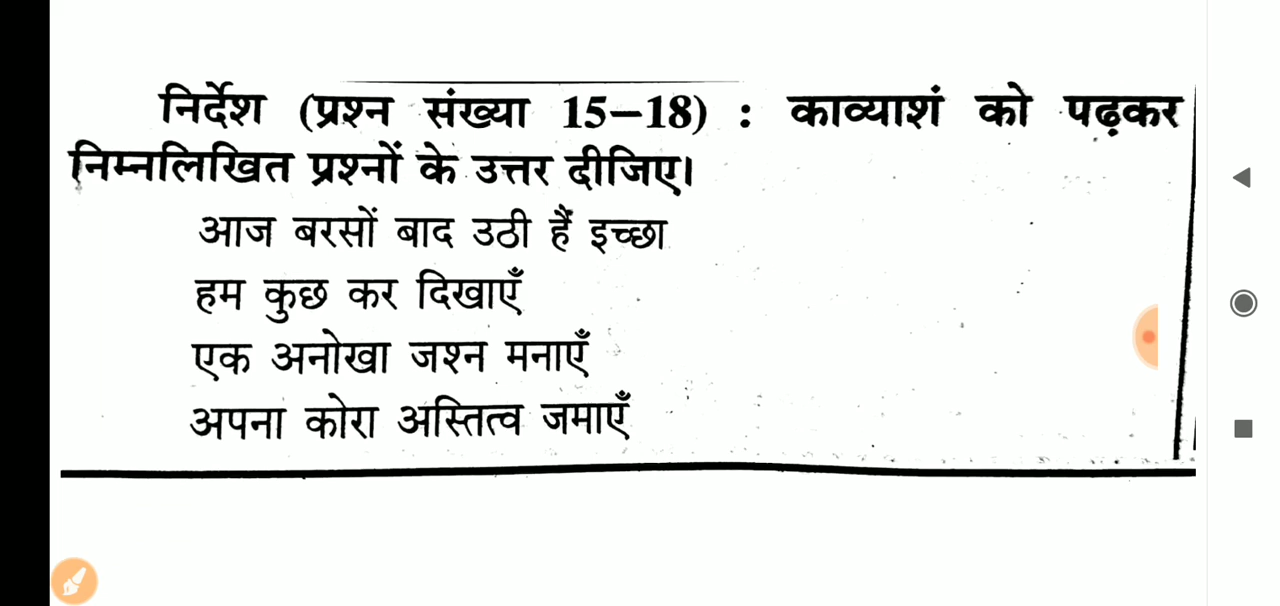 निर्देश (प्रश्न संख्या 15–18) : काव्याशं को पढ़कर
निम्नलिखित प्रश्नों के उत्तर दीजिए।
आज बरसों बाद उठी हैं इच्छा
हम कुछ कर दिखाएँ
एक अनोखा जश्न मनाएँ
अपना कोरा अस्तित्व जमाएँ